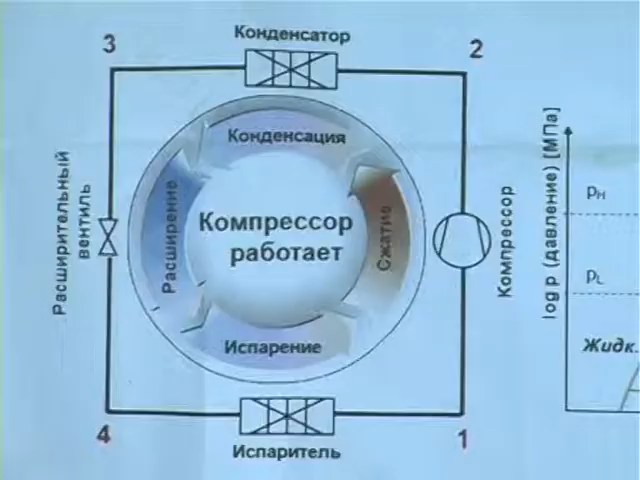 Конденсатор
3
2
Конденсация
Расширительный
вентиль
Расширение
Компрессор
работает
Сжатие
Компрессор
Испарение
4
1
Испаритель
log p (давление) [МПа]
pH
pL
Жидк.